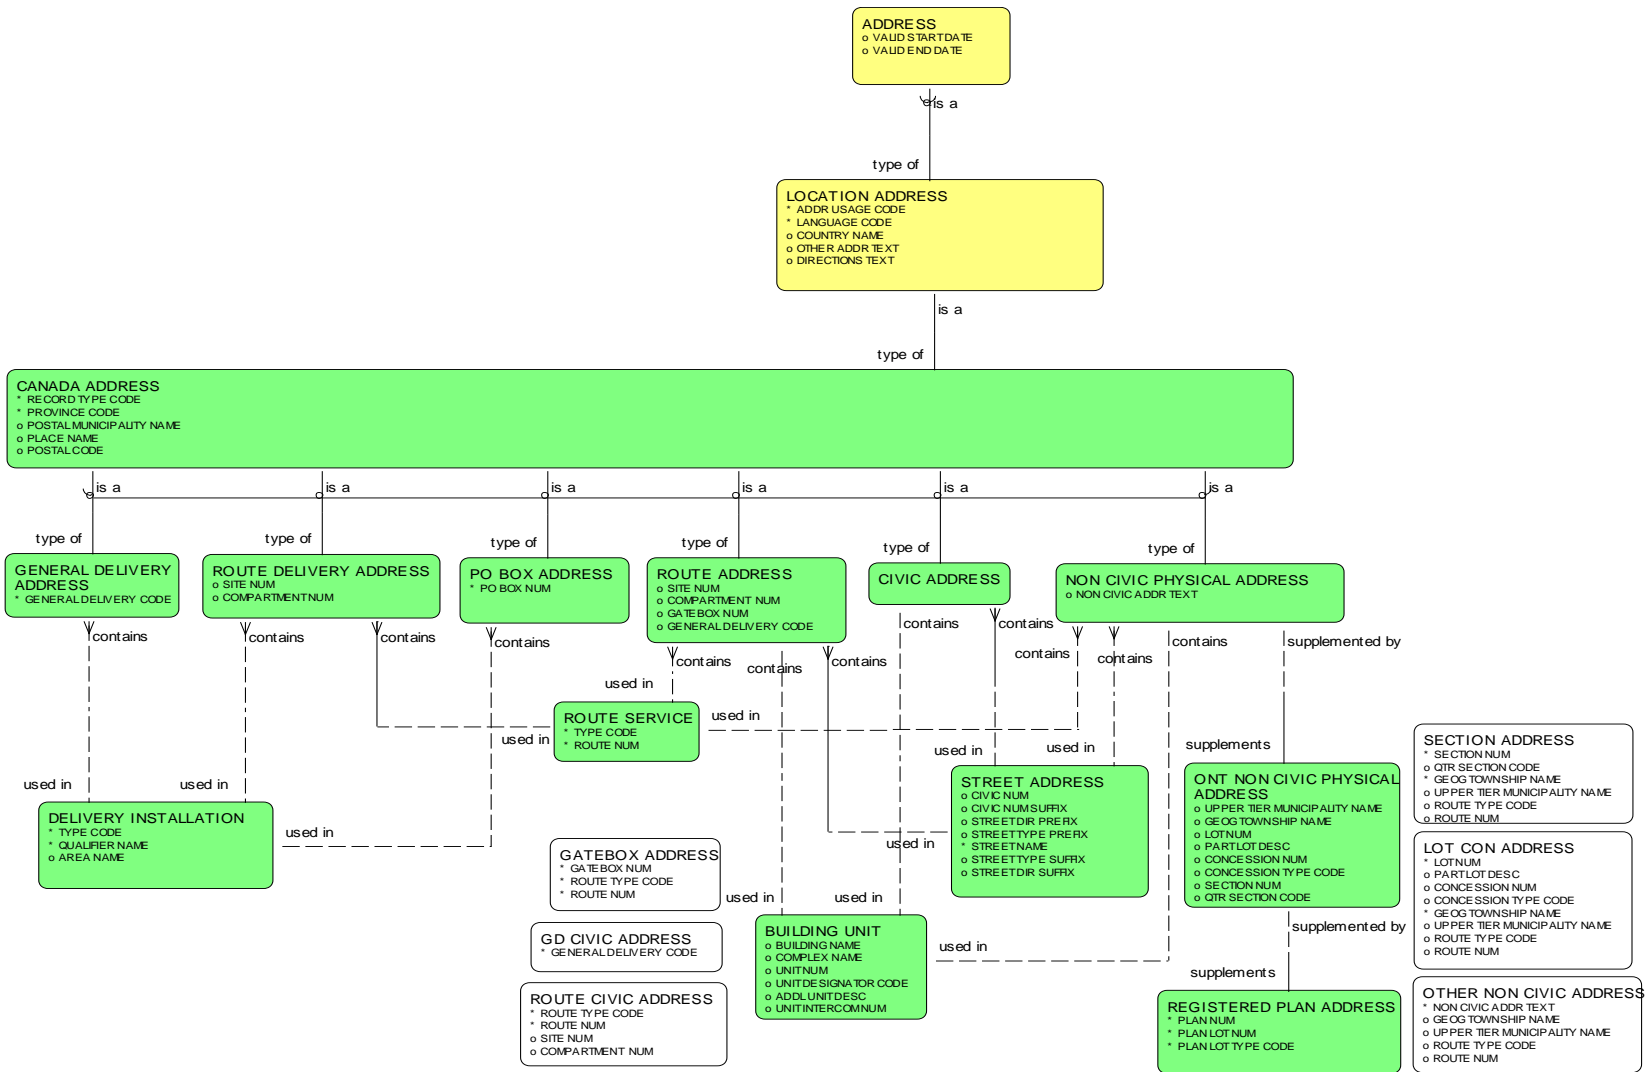 ADDRESS
o VALID START DATE
o VALID END DATE
is a
type of
LOCATION ADDRESS
* ADDR USAGE CODE
* LANGUAGE CODE
o COUNTRY NAME
o OTHER ADDR TEXT
o DIRECTIONS TEXT
is a
type of
CANADA ADDRESS
* RECORD TYPE CODE
* PROVINCE CODE
o POSTAL MUNICIPALITY NAME
o PLACE NAME
o POSTAL CODE
is a
is a
is a
is a
is a
is a
type of
type of
type of
type of
type of
type of
GENERAL DELIVERY
ADDRESS
* GENERAL DELIVERY CODE
ROUTE DELIVERY ADDRESS
o SITE NUM
o COMPARTMENT NUM
PO BOX ADDRESS
* PO BOX NUM
ROUTE ADDRESS
o SITE NUM
o COMPARTMENT NUM
o GATEBOX NUM
o GENERAL DELIVERY CODE
CIVIC ADDRESS
NON CIVIC PHYSICAL ADDRESS
o NON CIVIC ADDR TEXT
contains
contains
contains
contains
contains
contains
contains
contains
contains
contains
contains
contains
supplemented by
used in
ROUTE SERVICE
* TYPE CODE
* ROUTE NUM
used in
used in
used in
used in
supplements
STREET ADDRESS
o CIVIC NUM
o CIVIC NUM SUFFIX
o STREET DIR PREFIX
o STREET TYPE PREFIX
* STREET NAME
o STREET TYPE SUFFIX
o STREET DIR SUFFIX
used in
ONT NON CIVIC PHYSICAL
ADDRESS
o UPPER TIER MUNICIPALITY NAME
o GEOG TOWNSHIP NAME
o LOT NUM
o PART LOT DESC
o CONCESSION NUM
o CONCESSION TYPE CODE
o SECTION NUM
o QTR SECTION CODE
SECTION ADDRESS
* SECTION NUM
o QTR SECTION CODE
* GEOG TOWNSHIP NAME
o UPPER TIER MUNICIPALITY NAME
o ROUTE TYPE CODE
o ROUTE NUM
used in
used in
DELIVERY INSTALLATION
* TYPE CODE
* QUALIFIER NAME
o AREA NAME
used in
GATEBOX ADDRESS
* GATEBOX NUM
* ROUTE TYPE CODE
* ROUTE NUM
LOT CON ADDRESS
* LOT NUM
o PART LOT DESC
o CONCESSION NUM
o CONCESSION TYPE CODE
* GEOG TOWNSHIP NAME
o UPPER TIER MUNICIPALITY NAME
o ROUTE TYPE CODE
o ROUTE NUM
used in
used in
GD CIVIC ADDRESS
* GENERAL DELIVERY CODE
BUILDING UNIT
o BUILDING NAME
o COMPLEX NAME
o UNIT NUM
o UNIT DESIGNATOR CODE
o ADDL UNIT DESC
o UNIT INTERCOM NUM
used in
supplemented by
supplements
ROUTE CIVIC ADDRESS
* ROUTE TYPE CODE
* ROUTE NUM
o SITE NUM
o COMPARTMENT NUM
REGISTERED PLAN ADDRESS
* PLAN NUM
* PLAN LOT NUM
* PLAN LOT TYPE CODE
OTHER NON CIVIC ADDRESS
* NON CIVIC ADDR TEXT
o GEOG TOWNSHIP NAME
o UPPER TIER MUNICIPALITY NAME
o ROUTE TYPE CODE
o ROUTE NUM